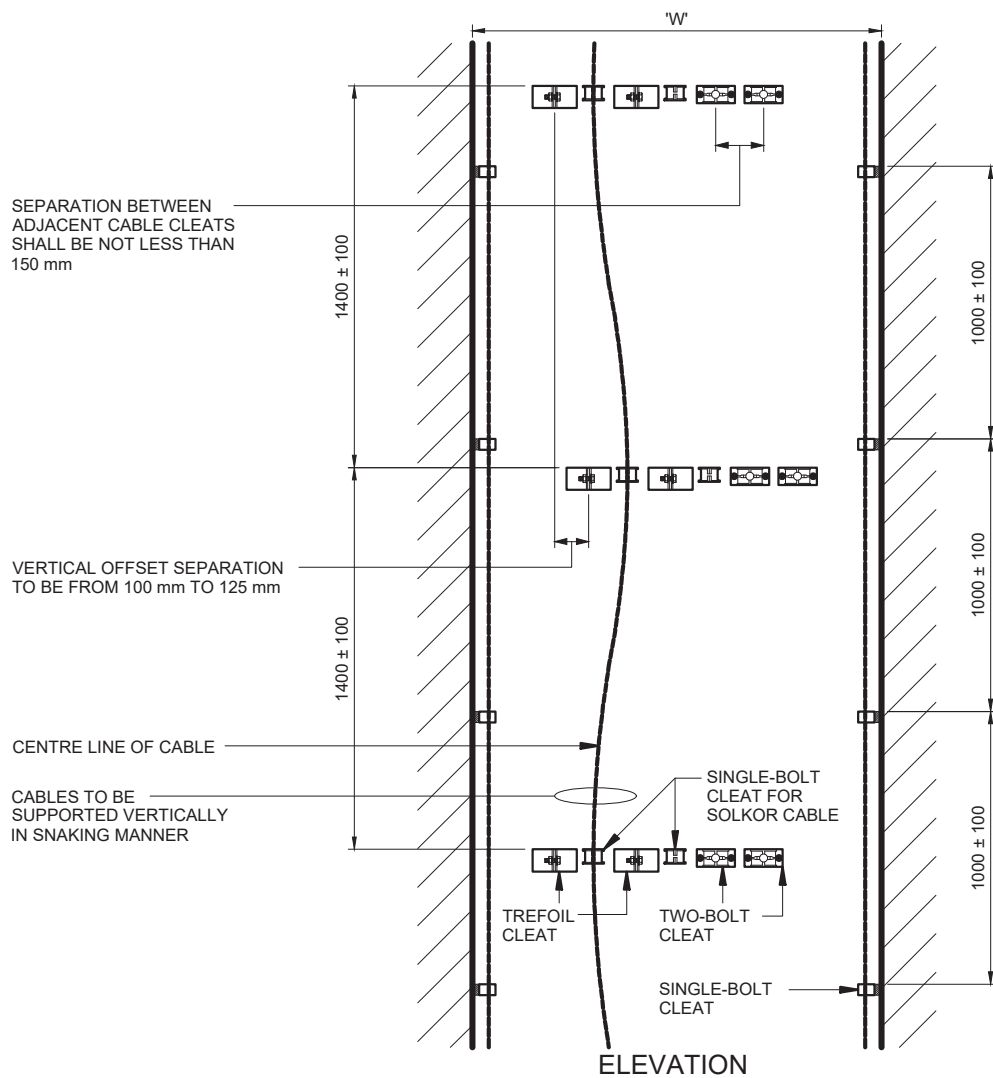 'W'
SEPARATION BETWEEN
ADJACENT CABLE CLEATS
SHALL BE NOT LESS THAN
150 mm
1400 ± 100
1000 ± 100
VERTICAL OFFSET SEPARATION
TO BE FROM 100 mm TO 125 mm
1000 ± 100
1400 ± 100
CENTRE LINE OF CABLE
CABLES TO BE
SUPPORTED VERTICALLY
IN SNAKING MANNER
SINGLE-BOLT
CLEAT FOR
SOLKOR CABLE
1000 ± 100
TREFOIL
CLEAT
TWO-BOLT
CLEAT
SINGLE-BOLT
CLEAT
ELEVATION